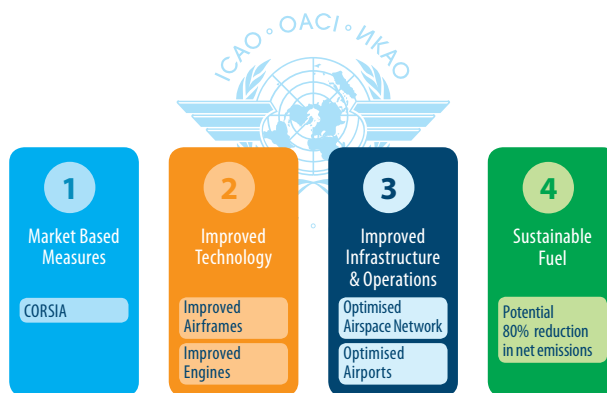 ICAO ◦ OACI ◦ ИКАО
1
Market Based
Measures
CORSIA
2
Improved
Technology
Improved
Airframes
Improved
Engines
3
Improved
Infrastructure
& Operations
Optimised
Airspace Network
Optimised
Airports
4
Sustainable
Fuel
Potential
80% reduction
in net emissions